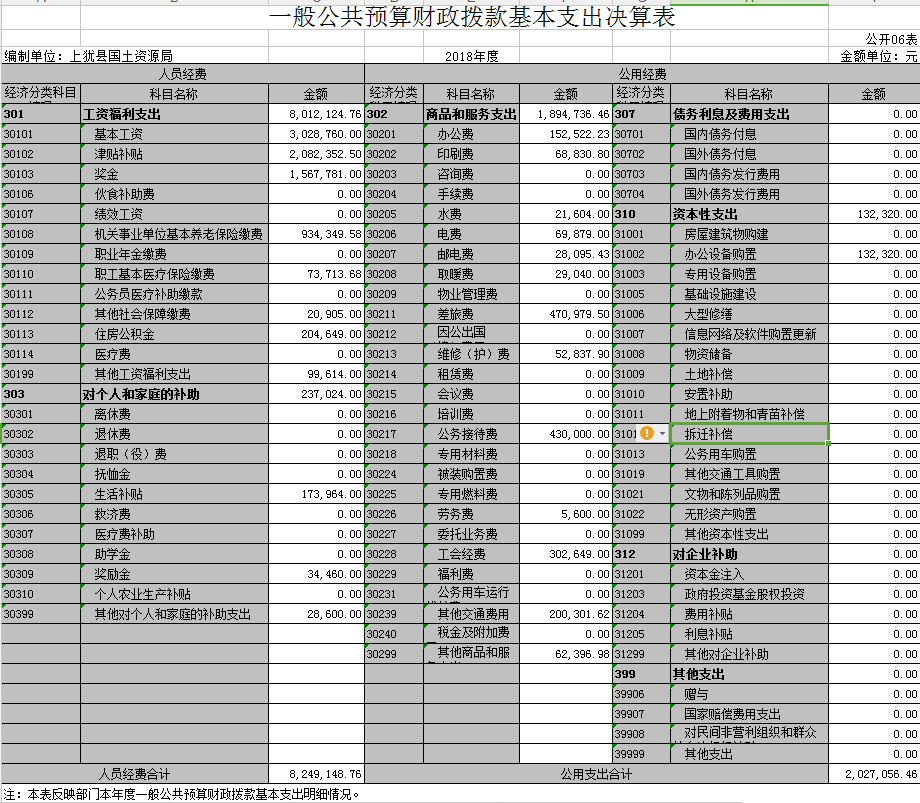 一般公共预算财政拨款基本支出决算表
公开06表
编制单位：上犹县国土资源局 2018年度 金额单位：元
人员经费 公用经费
经济分类科目 科目名称 金额 经济分类 科目名称 金额 经济分类 科目名称 金额
301 工资福利支出 8,012,124.76 302 商品和服务支出 1,894,736.46 307 债务利息及费用支出 0.00
30101 基本工资 3,028,760.00 30201 办公费 152,522.23 30701 国内债务付息 0.00
30102 津贴补贴 2,082,352.50 30202 印刷费 68,830.80 30702 国外债务付息 0.00
30103 奖金 1,567,781.00 30203 咨询费 0.00 30703 国内债务发行费用 0.00
30106 伙食补助费 0.00 30204 手续费 0.00 30704 国外债务发行费用 0.00
30107 绩效工资 0.00 30205 水费 21,604.00 310 资本性支出 132,320.00
30108 机关事业单位基本养老保险缴费 934,349.58 30206 电费 69,879.00 31001 房屋建筑物购建 0.00
30109 职业年金缴费 0.00 30207 邮电费 28,095.43 31002 办公设备购置 132,320.00
30110 职工基本医疗保险缴费 73,713.68 30208 取暖费 29,040.00 31003 专用设备购置 0.00
30111 公务员医疗补助缴款 0.00 30209 物业管理费 0.00 31005 基础设施建设 0.00
30112 其他社会保障缴费 20,905.00 30211 差旅费 470,979.50 31006 大型修缮 0.00
30113 住房公积金 204,649.00 30212 因公出国 0.00 31007 信息网络及软件购置更新 0.00
30114 医疗费 0.00 30213 维修（护）费 52,837.90 31008 物资储备 0.00
30199 其他工资福利支出 99,614.00 30214 租赁费 0.00 31009 土地补偿 0.00
303 对个人和家庭的补助 237,024.00 30215 会议费 0.00 31010 安置补助 0.00
30301 离休费 0.00 30216 培训费 0.00 31011 地上附着物和青苗补偿 0.00
30302 退休费 0.00 30217 公务接待费 430,000.00 3101 拆迁补偿 0.00
30303 退职（役）费 0.00 30218 专用材料费 0.00 31013 公务用车购置 0.00
30304 抚恤金 0.00 30224 被装购置费 0.00 31019 其他交通工具购置 0.00
30305 生活补贴 173,964.00 30225 专用燃料费 0.00 31021 文物和陈列品购置 0.00
30306 救济费 0.00 30226 劳务费 5,600.00 31022 无形资产购置 0.00
30307 医疗费补助 0.00 30227 委托业务费 0.00 31099 其他资本性支出 0.00
30308 助学金 0.00 30228 工会经费 302,649.00 312 对企业补助 0.00
30309 奖励金 34,460.00 30229 福利费 0.00 31201 资本金注入 0.00
30310 个人农业生产补贴 0.00 30231 公务用车运行 0.00 31203 政府投资基金股权投资 0.00
30399 其他对个人和家庭的补助支出 28,600.00 30239 其他交通费用 200,301.62 31204 费用补贴 0.00
30240 税金及附加费 0.00 31205 利息补贴 0.00
30299 其他商品和服 62,396.98 31299 其他对企业补助 0.00
399 其他支出 0.00
39906 赠与 0.00
39907 国家赔偿费用支出 0.00
39908 对民间非营利组织和群众 0.00
39999 其他支出 0.00
人员经费合计 8,249,148.76 公用支出合计 2,027,056.46
注：本表反映部门本年度一般公共预算财政拨款基本支出明细情况。